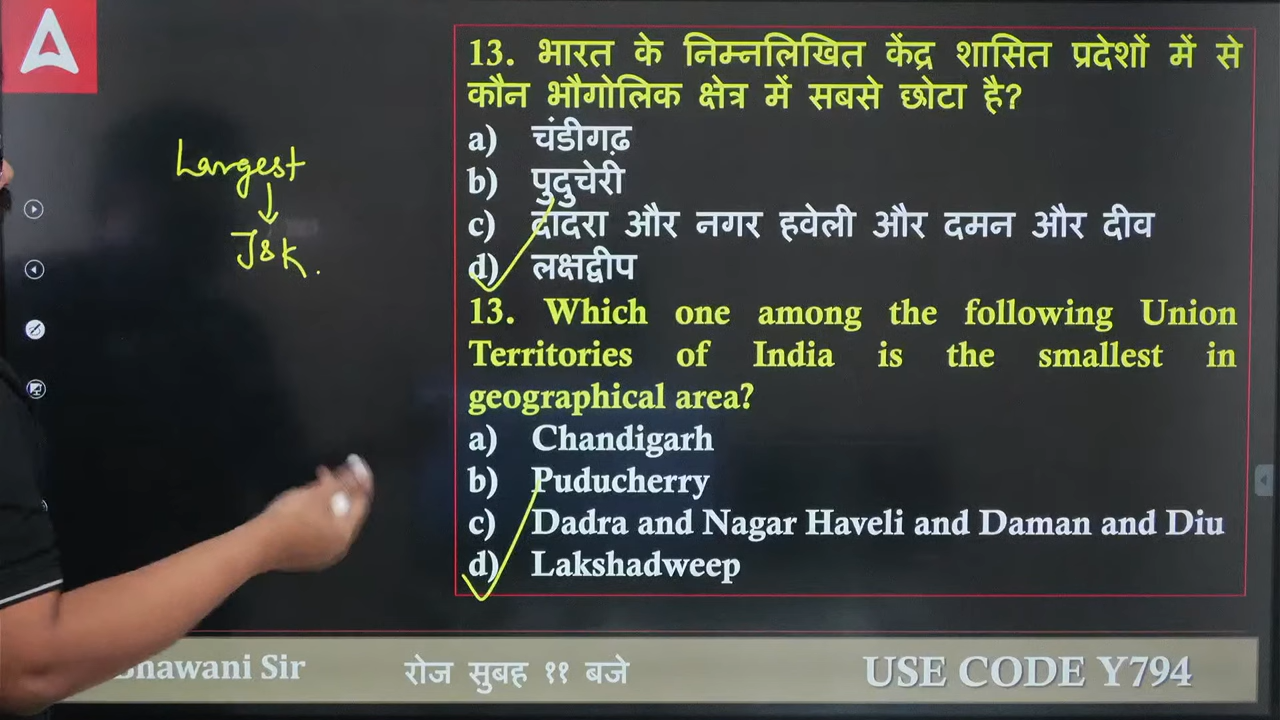 13. भारत के निम्नलिखित केंद्र शासित प्रदेशों में से
कौन भौगोलिक क्षेत्र में सबसे छोटा है?
a) चंडीगढ़
b) पुदुचेरी
c) दादरा और नगर हवेली और दमन और दीव
d) लक्षद्वीप
13. Which one among the following Union
Territories of India is the smallest in
geographical area?
a) Chandigarh
b) Puducherry
c) Dadra and Nagar Haveli and Daman and Diu
d) Lakshadweep
Largest
J&K.
Sir
रोज सुबह ११ बजे
USE CODE Y794